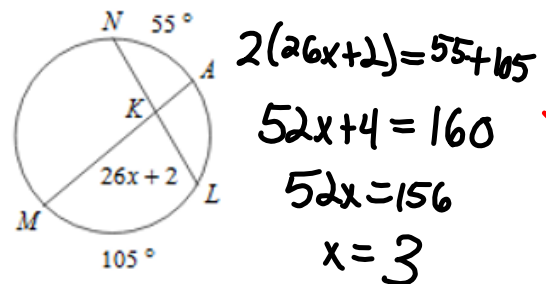 N 55°
A
K
26x + 2
L
M
105°
2(26x+2)=55+105
52x+4=160
52x=156
x=3